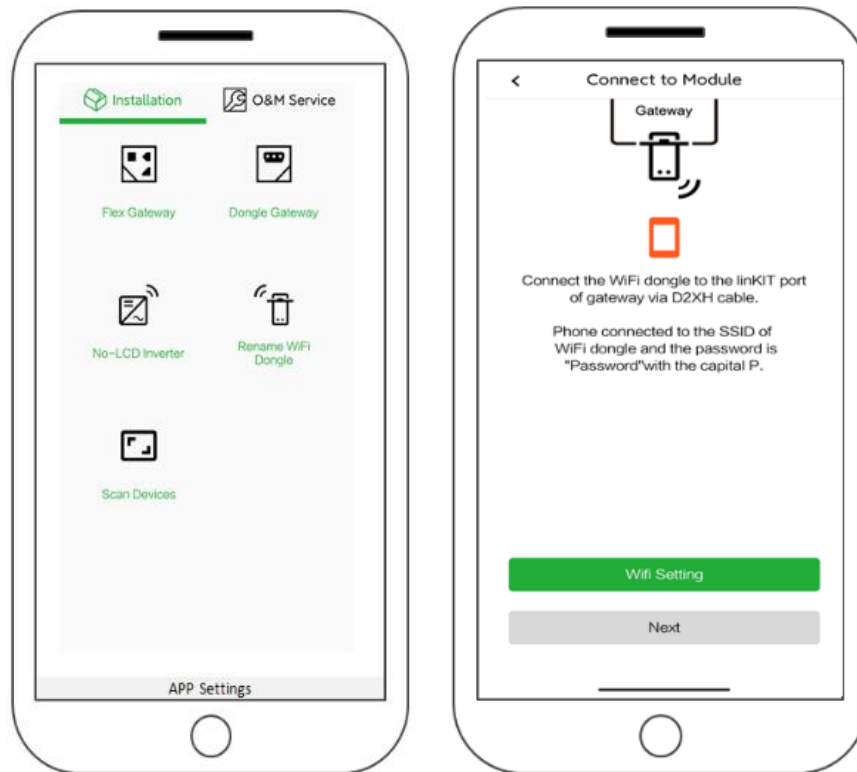 Installation
O&M Service
Flex Gateway
Dongle Gateway
No-LCD Inverter
Rename WiFi
Dongle
Scan Devices
APP Settings
Connect to Module
Gateway
Connect the WiFi dongle to the linKIT port
of gateway via D2XH cable.
Phone connected to the SSID of
WiFi dongle and the password is
"Password"with the capital P.
Wifi Setting
Next